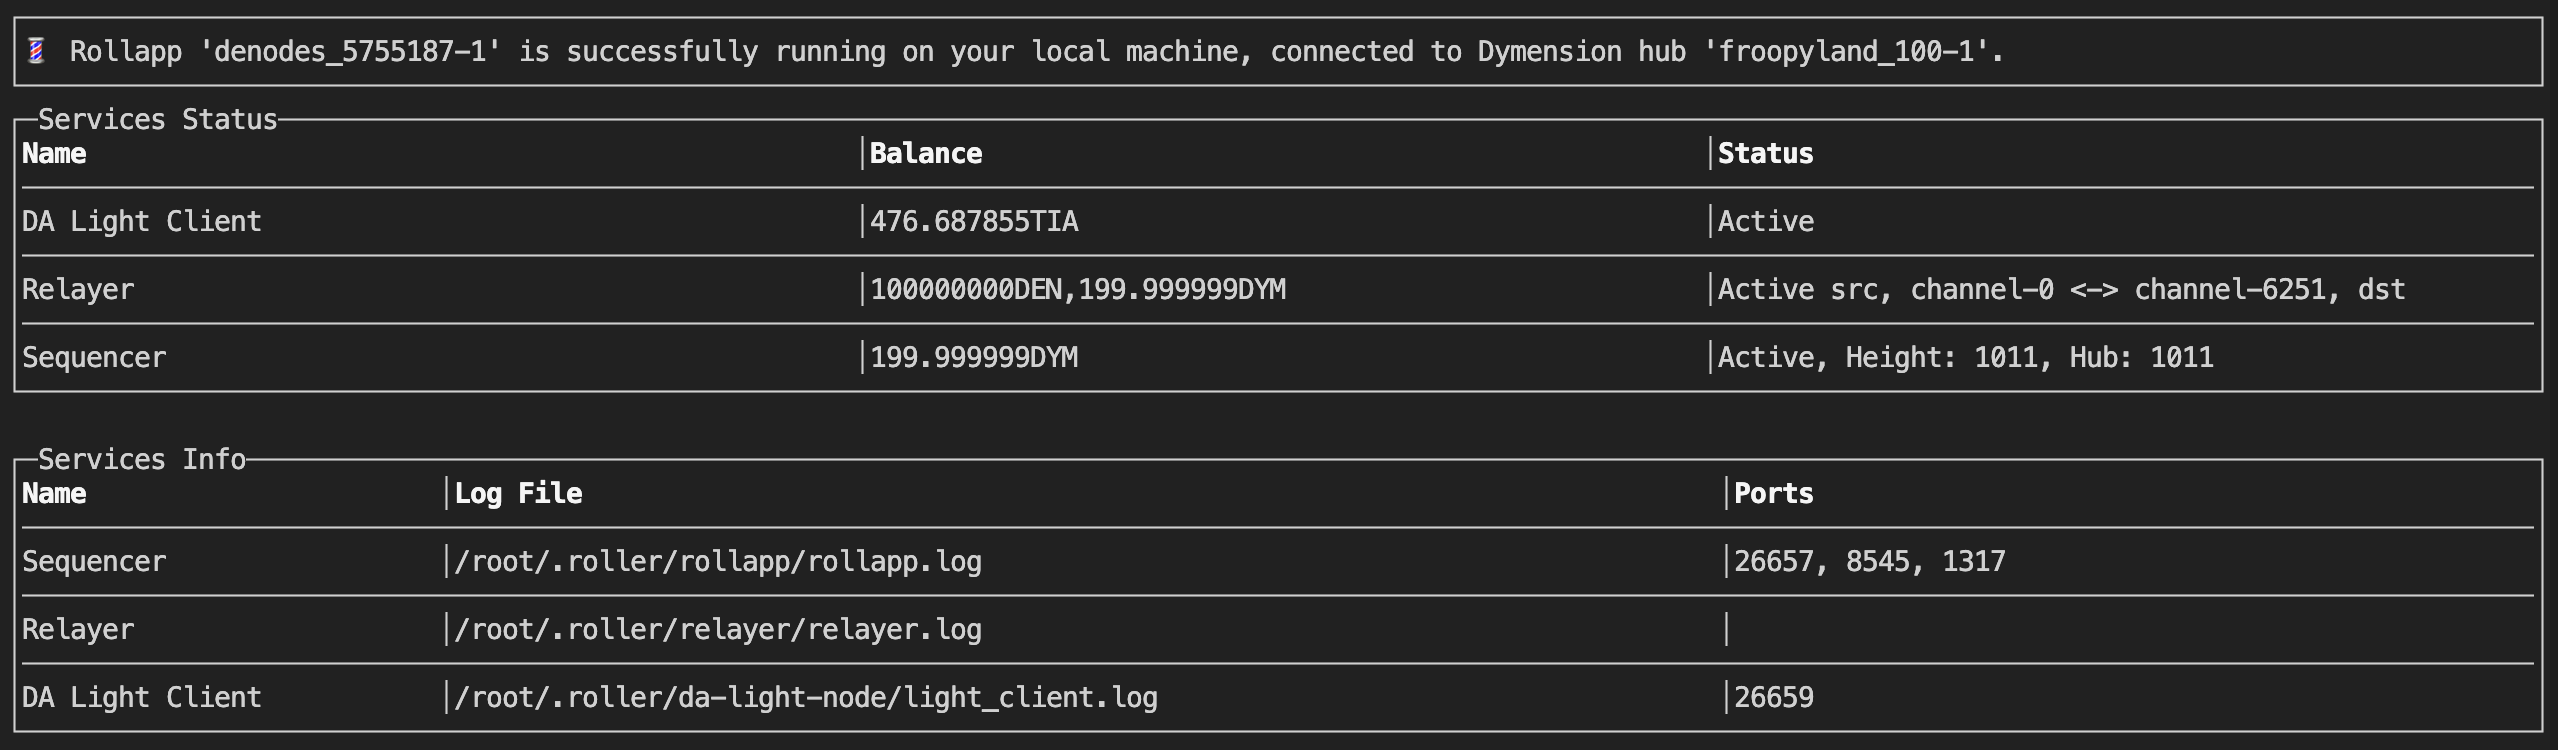 Rollapp 'denodes_5755187-1' is successfully running on your local machine, connected to Dymension hub 'froopyland_100-1'.
Services Status
Name Balance Status
DA Light Client 476.687855TIA Active
Relayer 100000000DEN,199.999999DYM Active src, channel-0 <-> channel-6251, dst
Sequencer 199.999999DYM Active, Height: 1011, Hub: 1011
Services Info
Name Log File Ports
Sequencer /root/.roller/rollapp/rollapp.log 26657, 8545, 1317
Relayer /root/.roller/relayer/relayer.log
DA Light Client /root/.roller/da-light-node/light_client.log 26659